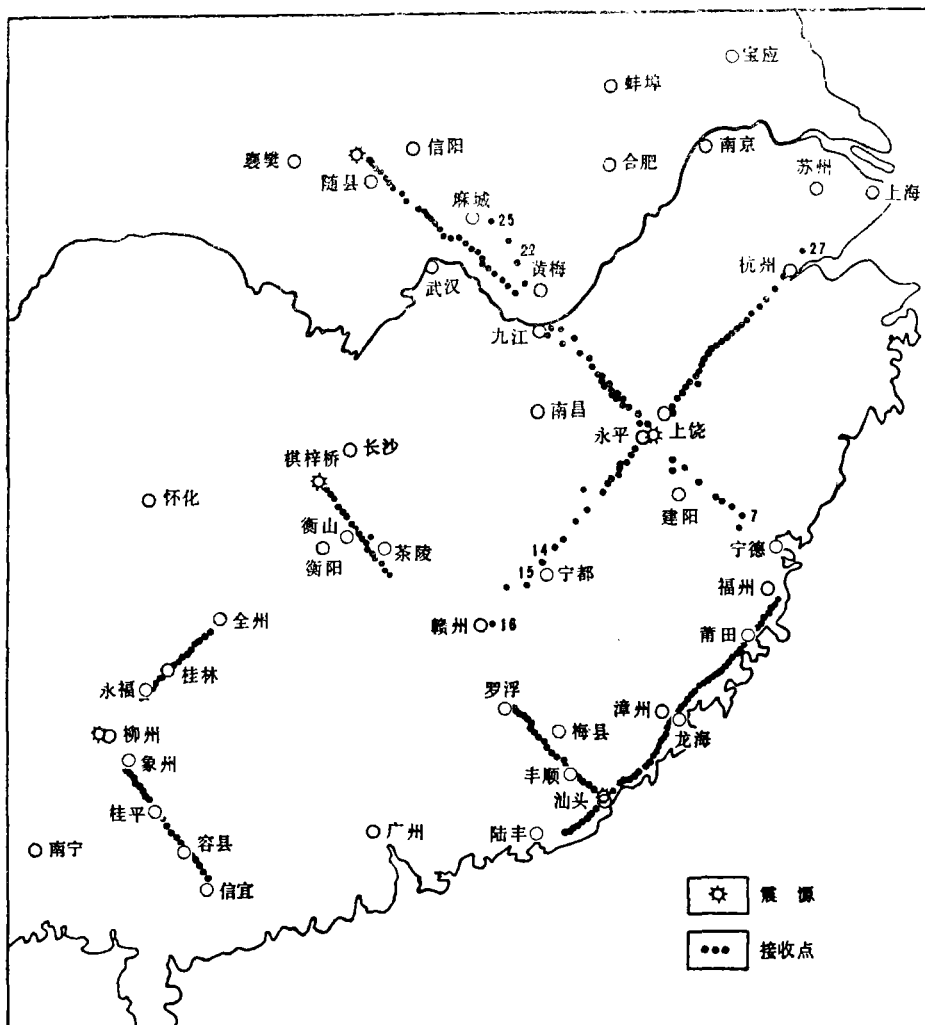 宝应
蚌埠
信阳
南京
襄樊
合肥
随县
苏州
上海
麻城
25
22
27
杭州
黄梅
武汉
九江
南昌
上饶
永平
长沙
棋梓桥
怀化
建阳
7
衡山
茶陵
衡阳
14
宁德
15
宁都
福州
全州
赣州
16
莆田
桂林
永福
罗浮
漳州
梅县
龙海
柳州
象州
丰顺
汕头
桂平
广州
陆丰
南宁
容县
信宜
震 源
接收点